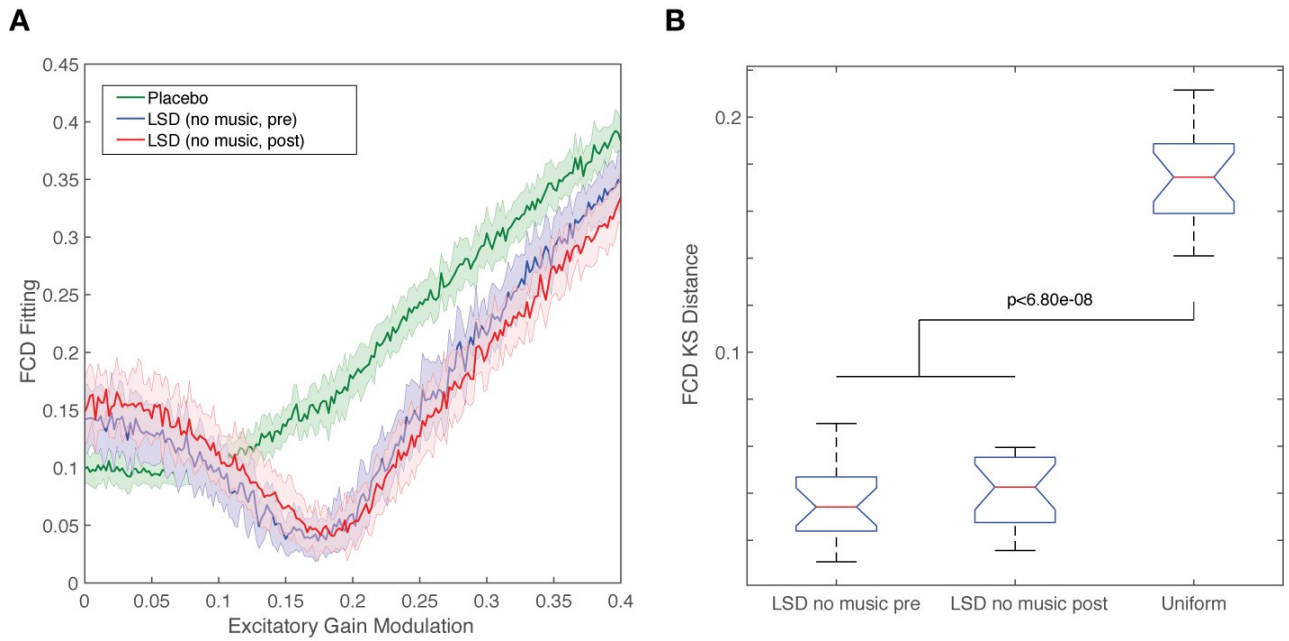 A
B
0.45
0.4
0.35
0.3
0.25
0.2
0.15
0.1
0.05
0
FCD Fitting
Placebo
LSD (no music, pre)
LSD (no music, post)
0 0.05 0.1 0.15 0.2 0.25 0.3 0.35 0.4
Excitatory Gain Modulation
0.2
0.1
FCD KS Distance
p<6.80e-08
LSD no music pre LSD no music post Uniform